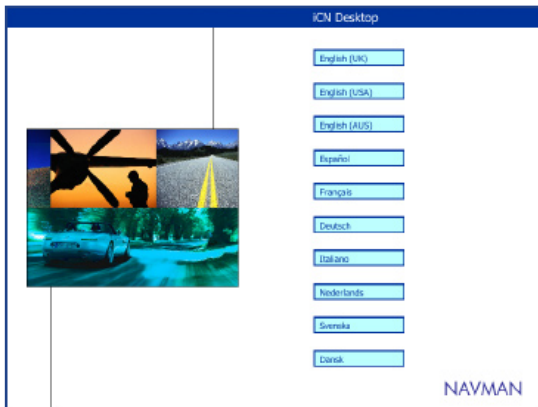 iCN Desktop
English (UK)
English (USA)
English (AUS)
Español
Français
Deutsch
Italiano
Nederlands
Svenska
Dansk
NAVMAN